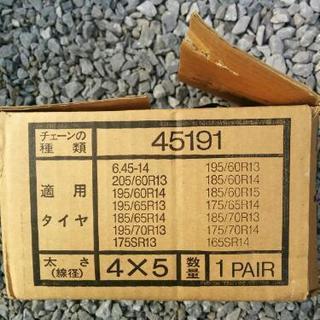 チェーンの種類 45191
適用タイヤ
6.45-14 195/60R13
205/60R13 185/60R14
195/60R14 185/60R15
195/65R13 175/65R14
185/65R14 185/70R13
195/70R13 175/70R14
175SR13 165SR14
太さ(線径) 4×5 数量 1 PAIR